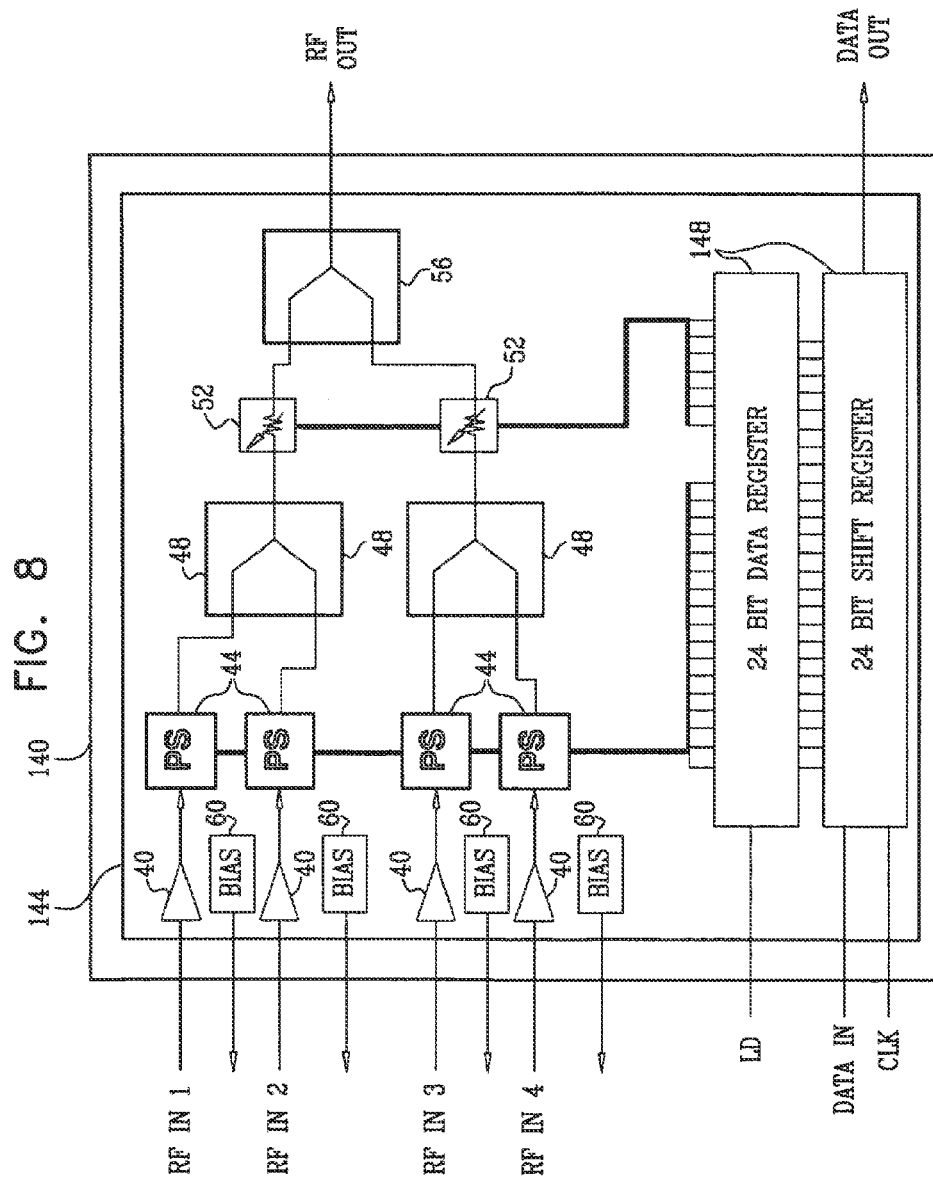 FIG. 8
140
144
RF IN 1
40
PS
44
48
48
52
56
RF
OUT
BIAS
60
RF IN 2
40
PS
BIAS
60
52
RF IN 3
40
PS
44
48
BIAS
60
RF IN 4
40
PS
BIAS
60
148
LD
24 BIT DATA REGISTER
DATA IN
CLK
24 BIT SHIFT REGISTER
DATA
OUT